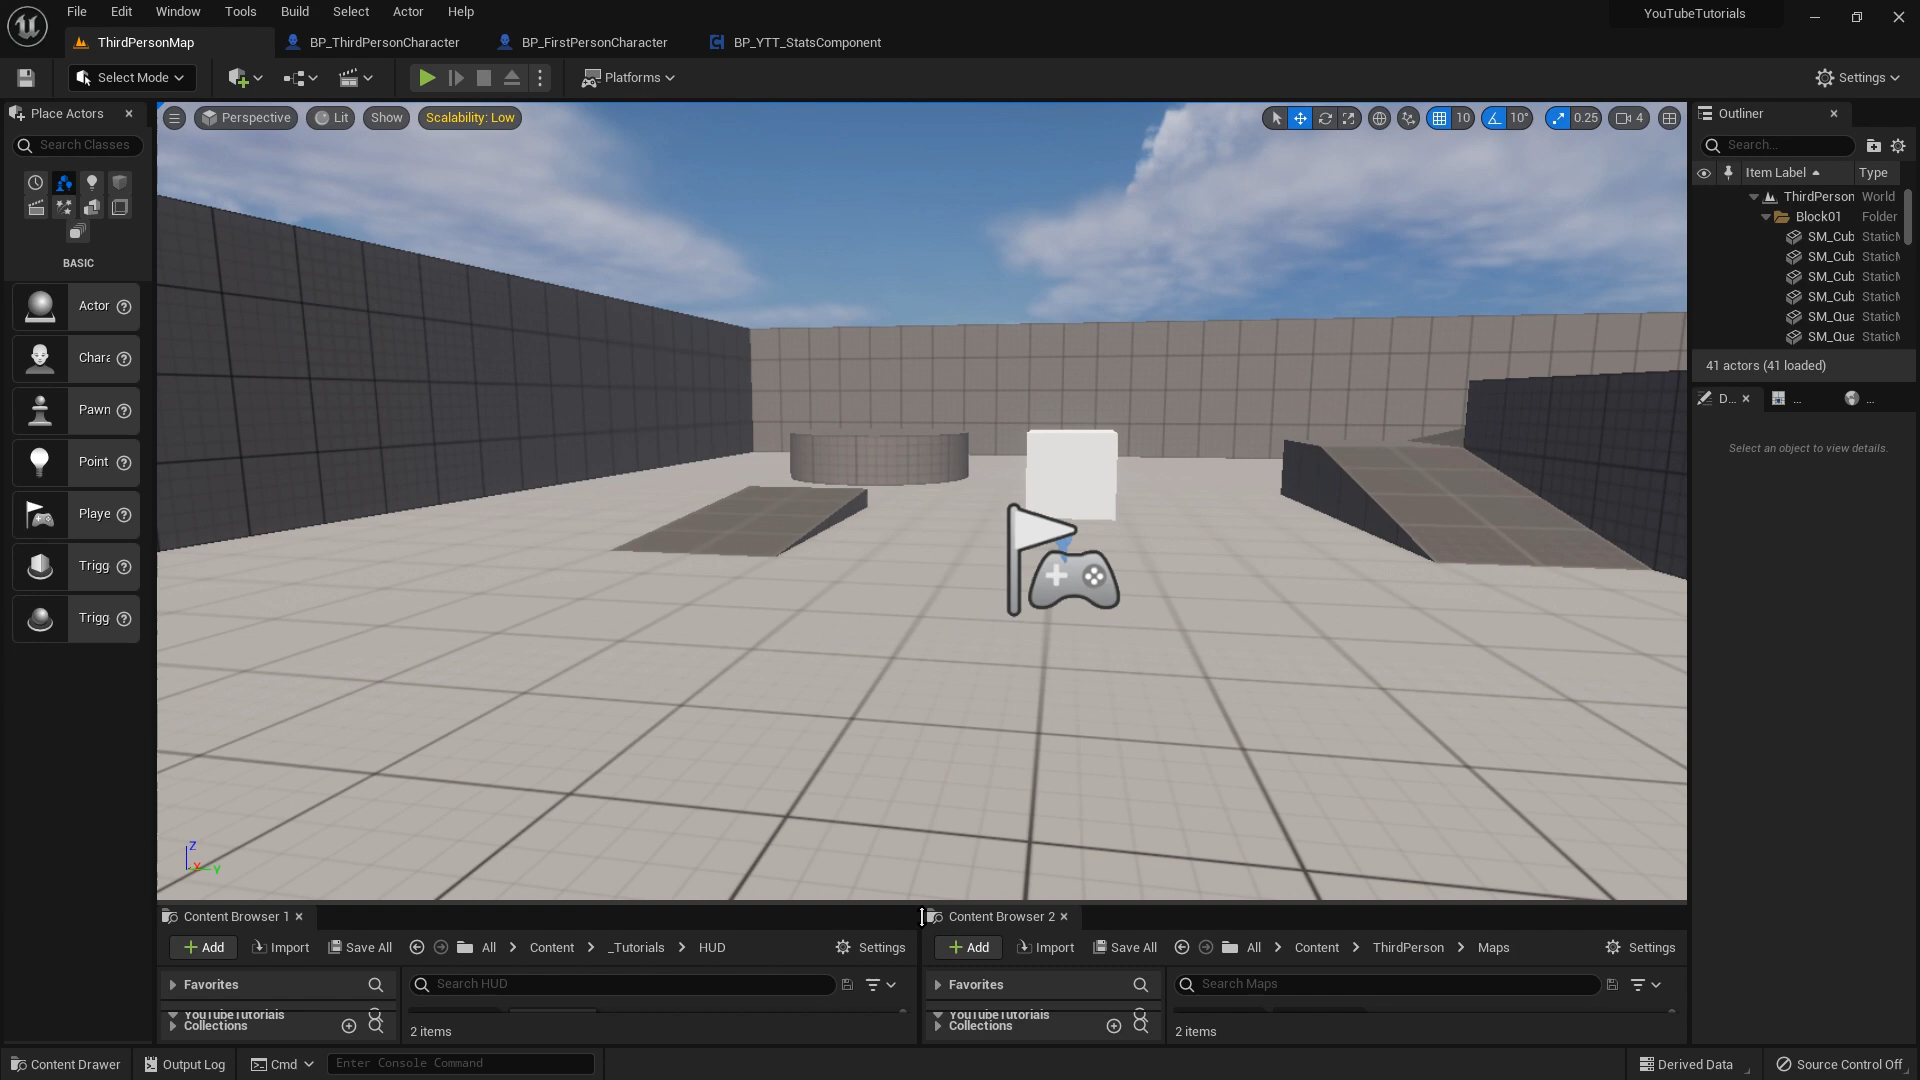 File Edit Window Tools Build Select Actor Help
YouTubeTutorials
ThirdPersonMap BP_ThirdPersonCharacter BP_FirstPersonCharacter BP_YTT_StatsComponent
Select Mode Platforms Settings
Place Actors
Search Classes
BASIC
Actor
Chara
Pawn
Point
Playe
Trigg
Trigg
Perspective Lit Show Scalability: Low 10 10° 0.25 4
Z
X Y
Outliner
Search...
Item Label Type
ThirdPerson World
Block01 Folder
SM_Cub StaticM
SM_Cub StaticM
SM_Cub StaticM
SM_Cub StaticM
SM_Qua StaticM
SM_Qua StaticM
41 actors (41 loaded)
D... ... ...
Select an object to view details.
Content Browser 1
Add Import Save All All Content _Tutorials HUD Settings
Favorites
Search HUD
YouTubeTutorials
Collections
2 items
Content Browser 2
Add Import Save All All Content ThirdPerson Maps Settings
Favorites
Search Maps
YouTubeTutorials
Collections
2 items
Content Drawer Output Log Cmd Enter Console Command Derived Data Source Control Off